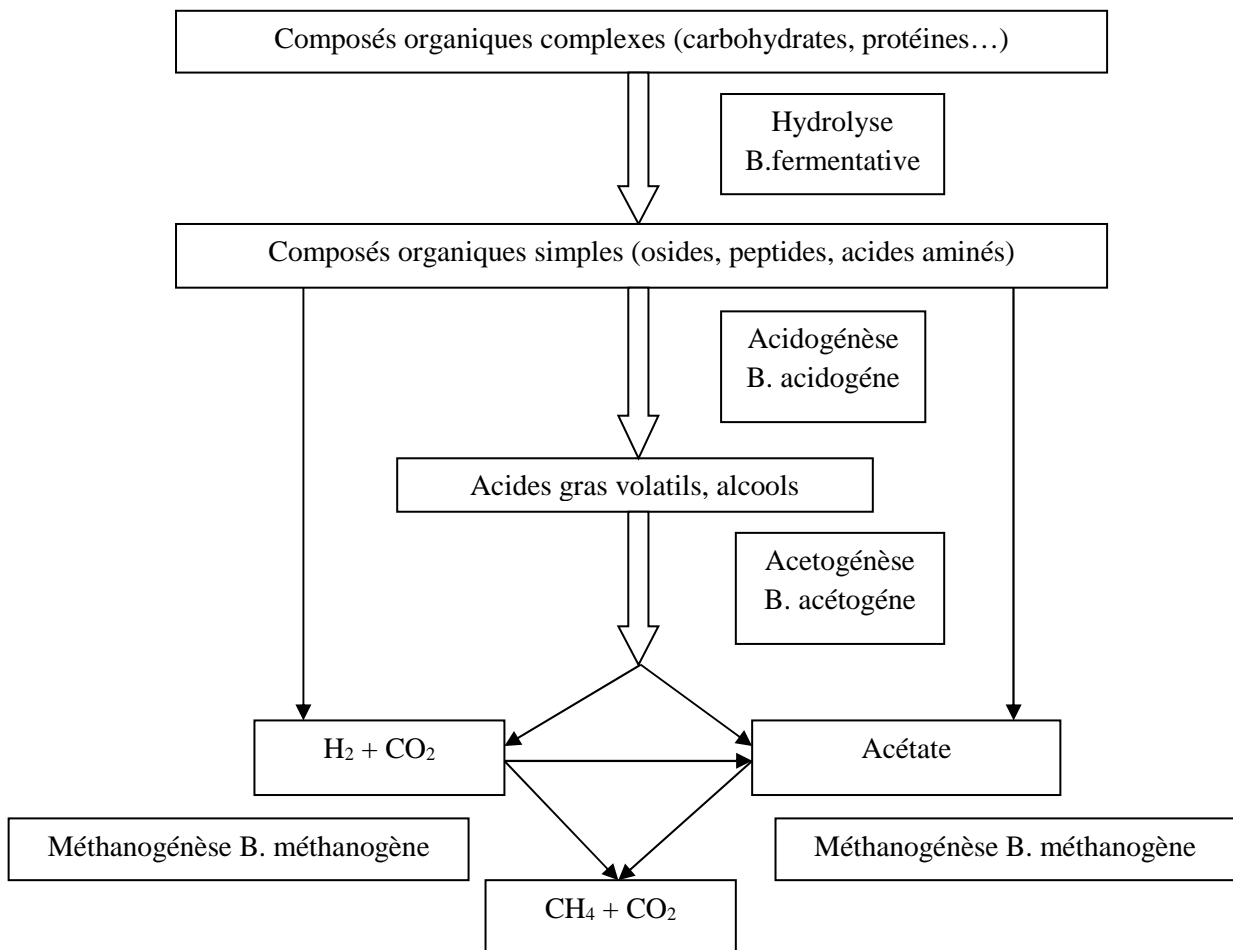 Composés organiques complexes (carbohydrates, protéines…)
Hydrolyse
B.fermentative
Composés organiques simples (osides, peptides, acides aminés)
Acidogénèse
B. acidogéne
Acides gras volatils, alcools
Acetogénèse
B. acétogéne
H₂ + CO₂
Acétate
Méthanogénèse B. méthanogène
Méthanogénèse B. méthanogène
CH₄ + CO₂